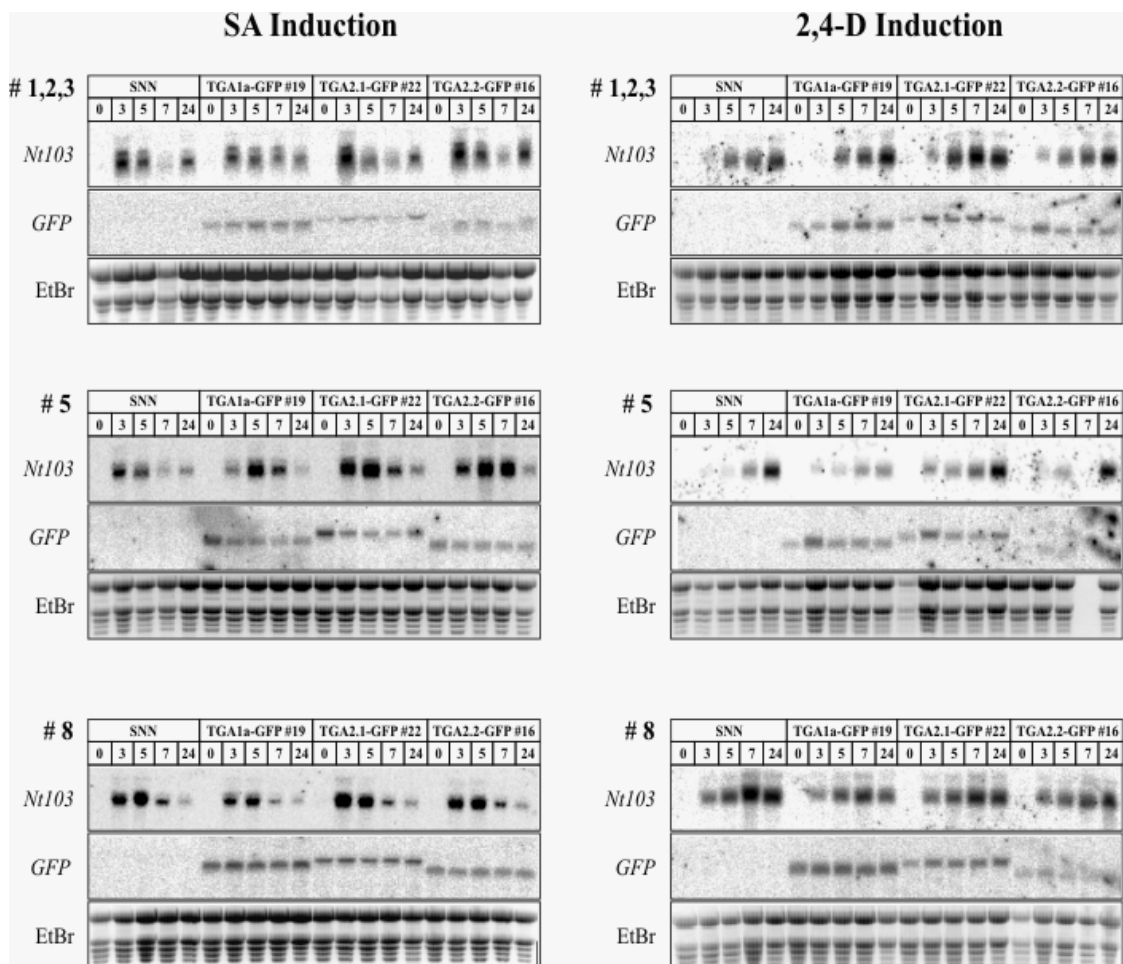 SA Induction
# 1,2,3
SNN TGA1a-GFP #19 TGA2.1-GFP #22 TGA2.2-GFP #16
0 3 5 7 24 0 3 5 7 24 0 3 5 7 24 0 3 5 7 24
Nt103
GFP
EtBr
# 5
SNN TGA1a-GFP #19 TGA2.1-GFP #22 TGA2.2-GFP #16
0 3 5 7 24 0 3 5 7 24 0 3 5 7 24 0 3 5 7 24
Nt103
GFP
EtBr
# 8
SNN TGA1a-GFP #19 TGA2.1-GFP #22 TGA2.2-GFP #16
0 3 5 7 24 0 3 5 7 24 0 3 5 7 24 0 3 5 7 24
Nt103
GFP
EtBr
2,4-D Induction
# 1,2,3
SNN TGA1a-GFP #19 TGA2.1-GFP #22 TGA2.2-GFP #16
0 3 5 7 24 0 3 5 7 24 0 3 5 7 24 0 3 5 7 24
Nt103
GFP
EtBr
# 5
SNN TGA1a-GFP #19 TGA2.1-GFP #22 TGA2.2-GFP #16
0 3 5 7 24 0 3 5 7 24 0 3 5 7 24 0 3 5 7 24
Nt103
GFP
EtBr
# 8
SNN TGA1a-GFP #19 TGA2.1-GFP #22 TGA2.2-GFP #16
0 3 5 7 24 0 3 5 7 24 0 3 5 7 24 0 3 5 7 24
Nt103
GFP
EtBr